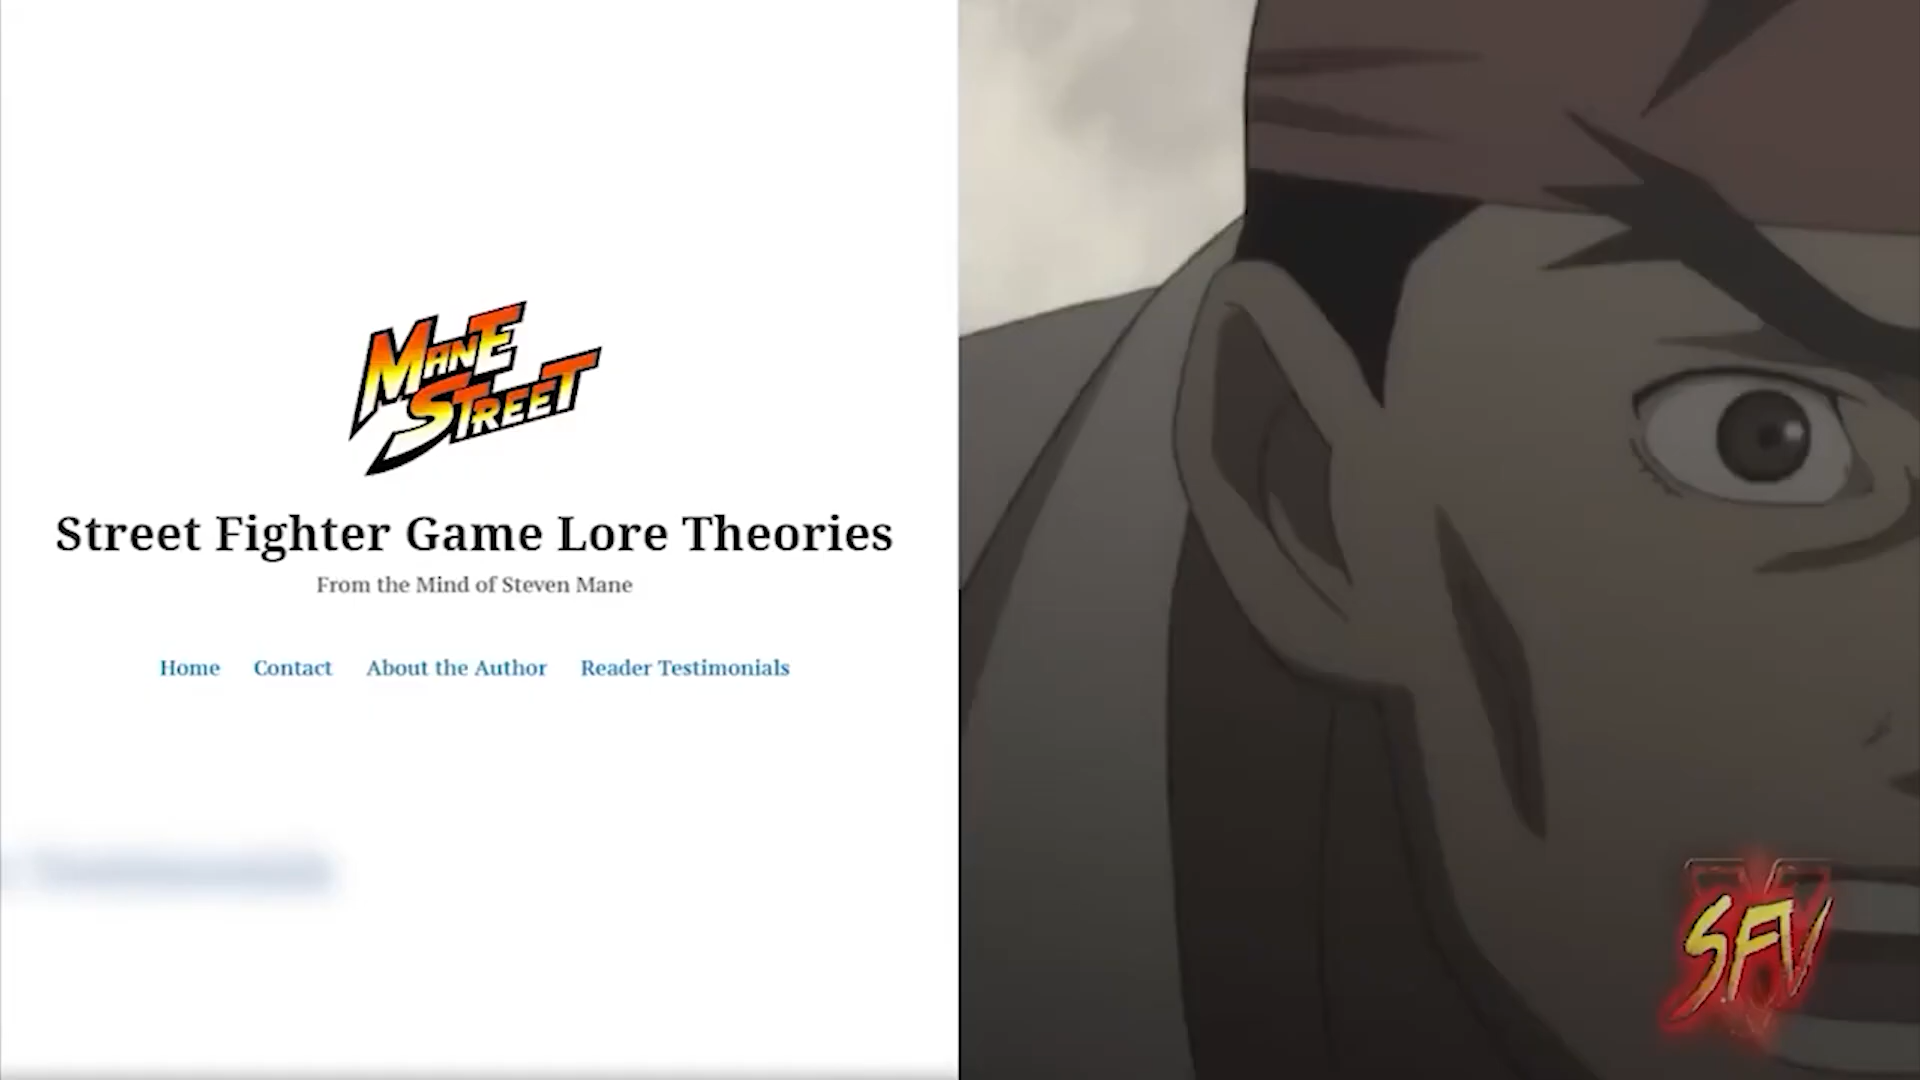 MANE
STREET
Street Fighter Game Lore Theories
From the Mind of Steven Mane
Home Contact About the Author Reader Testimonials
SFV